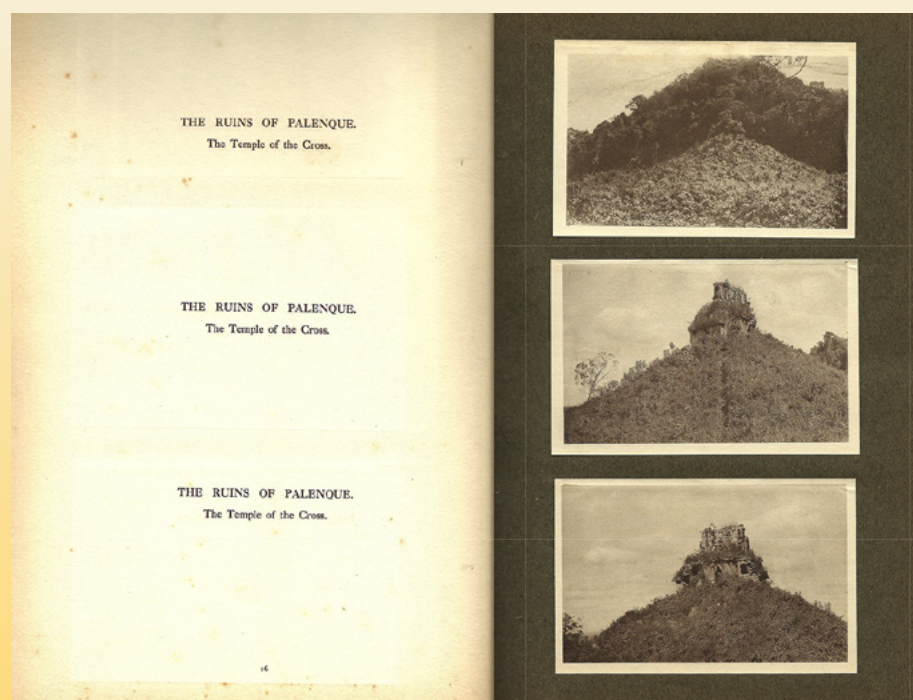 THE RUINS OF PALENQUE.
The Temple of the Cross.
THE RUINS OF PALENQUE.
The Temple of the Cross.
THE RUINS OF PALENQUE.
The Temple of the Cross.
16